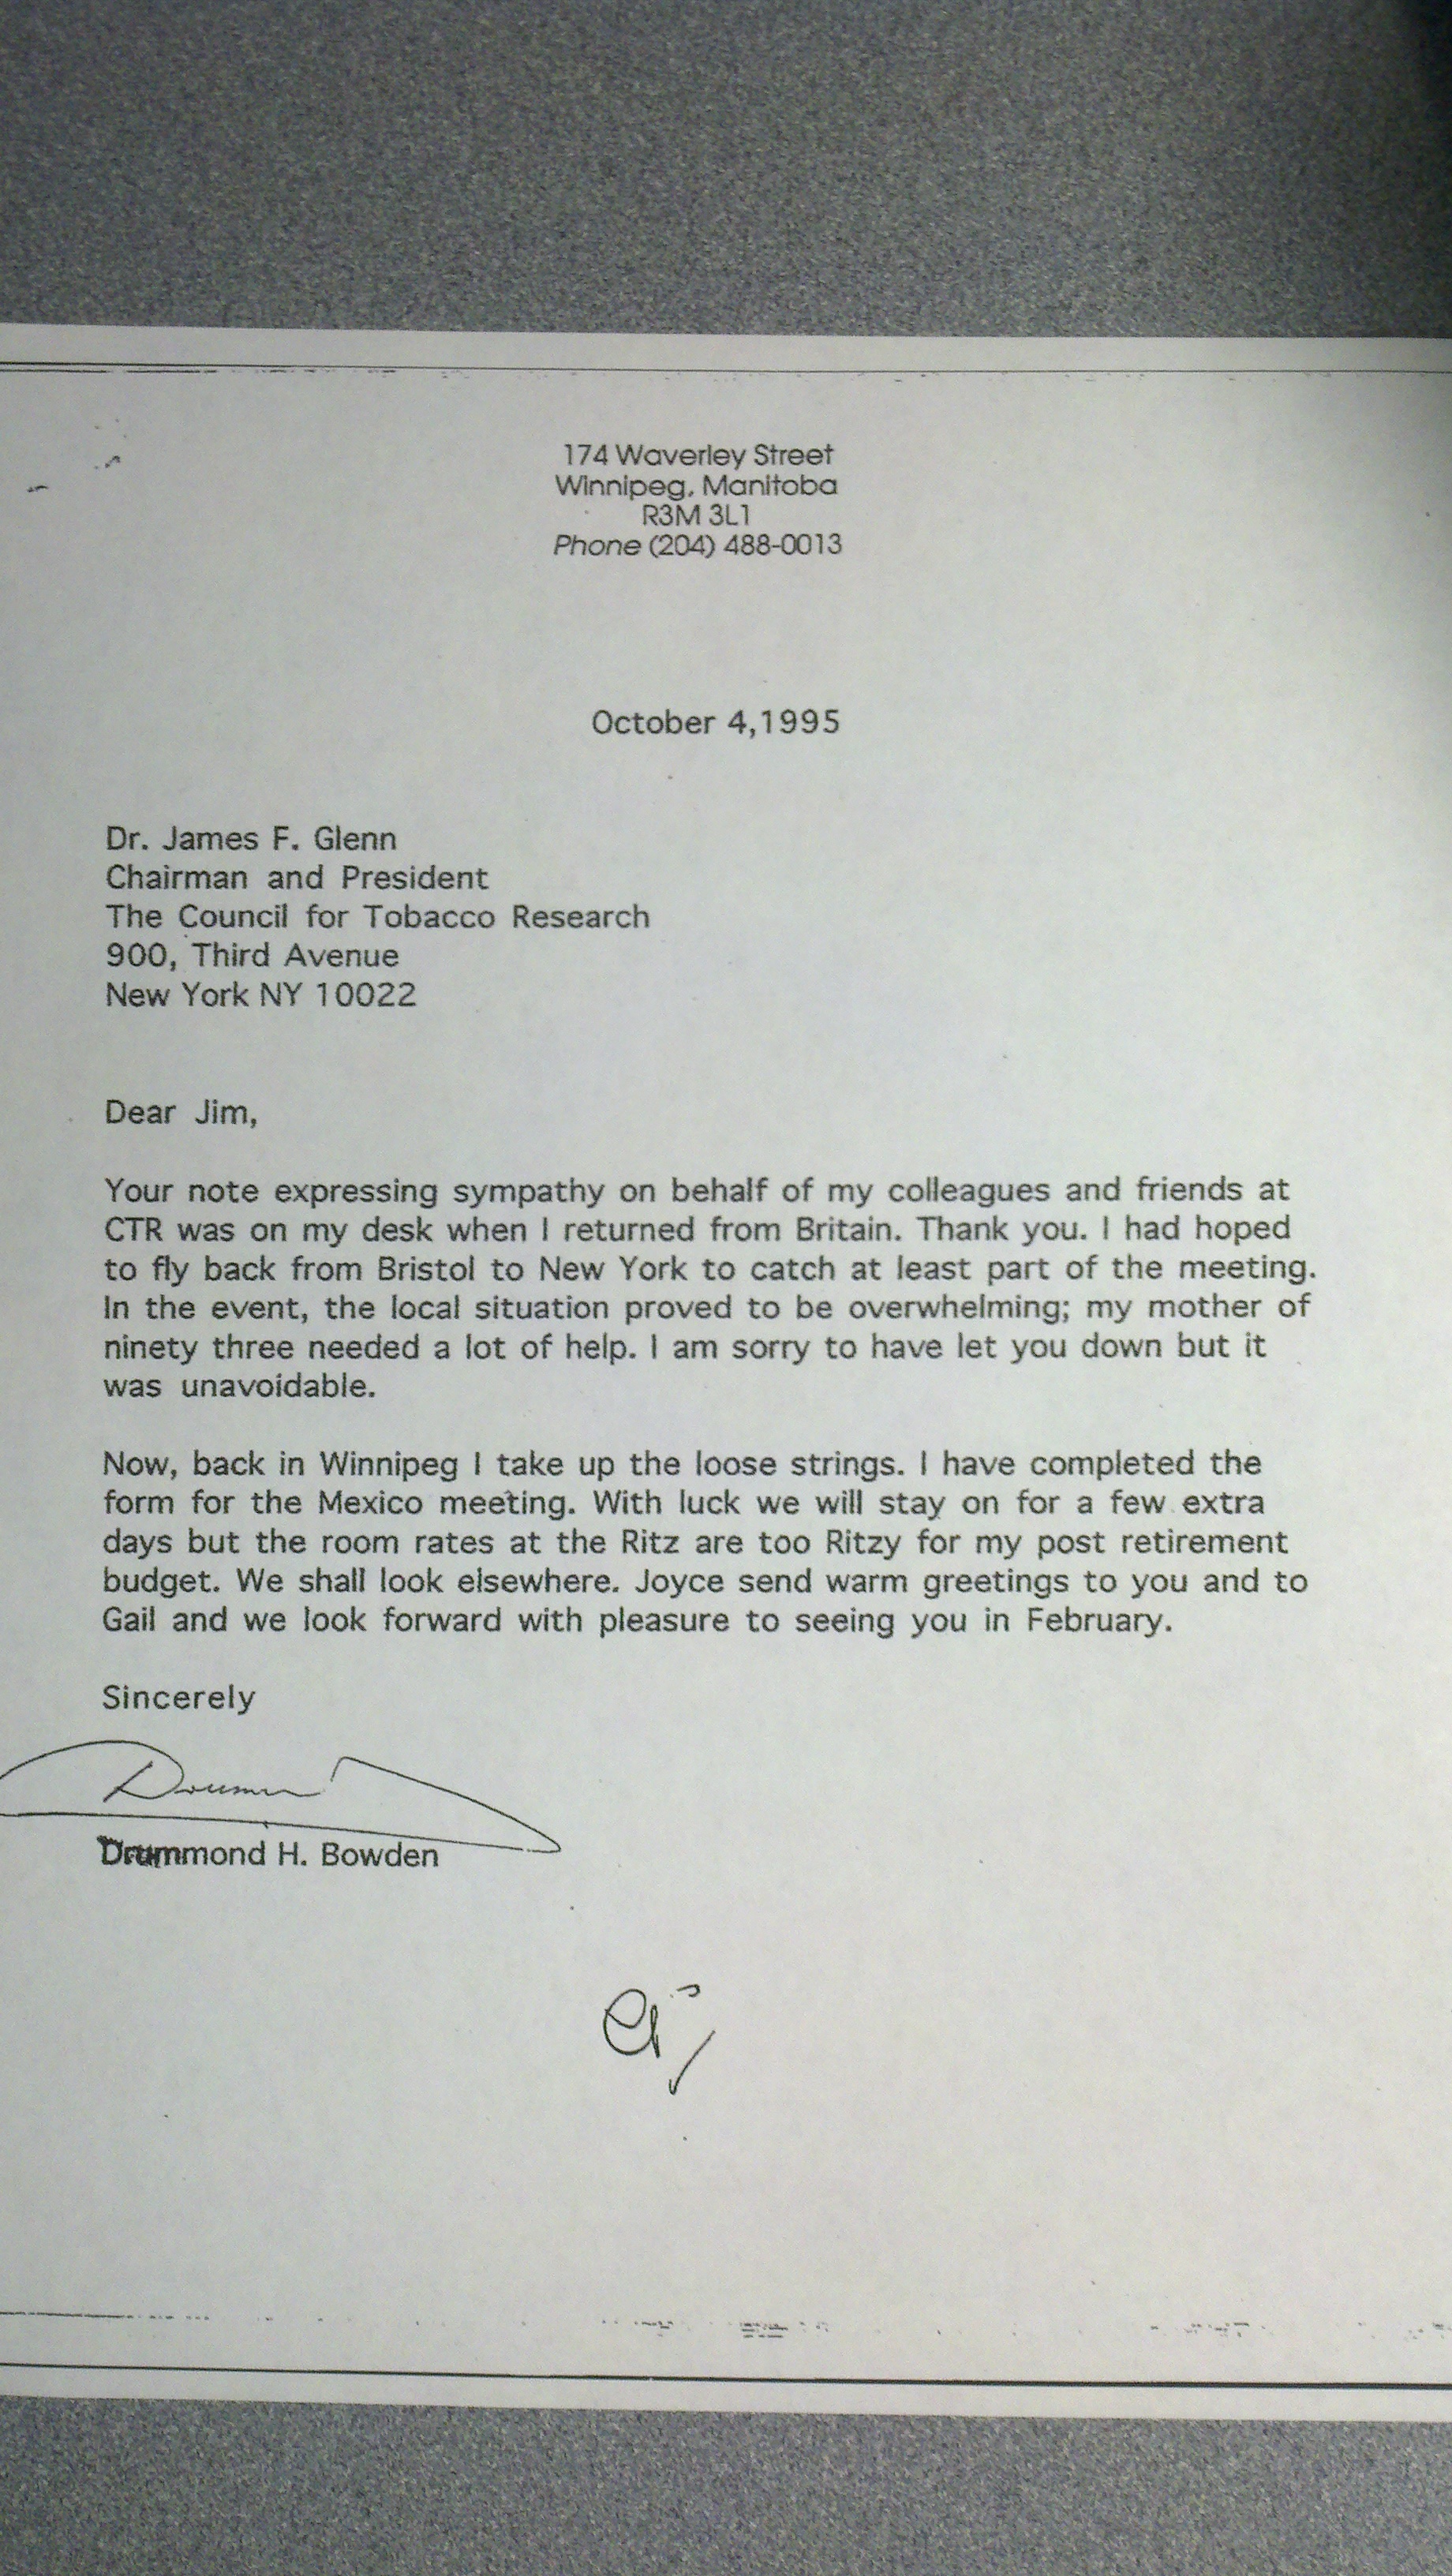 174 Waverley Street
Winnipeg, Manitoba
R3M 3L1
Phone (204) 488-0013
October 4,1995
Dr. James F. Glenn
Chairman and President
The Council for Tobacco Research
900, Third Avenue
New York NY 10022
Dear Jim,
Your note expressing sympathy on behalf of my colleagues and friends at
CTR was on my desk when I returned from Britain. Thank you. I had hoped
to fly back from Bristol to New York to catch at least part of the meeting.
In the event, the local situation proved to be overwhelming; my mother of
ninety three needed a lot of help. I am sorry to have let you down but it
was unavoidable.
Now, back in Winnipeg I take up the loose strings. I have completed the
form for the Mexico meeting. With luck we will stay on for a few extra
days but the room rates at the Ritz are too Ritzy for my post retirement
budget. We shall look elsewhere. Joyce send warm greetings to you and to
Gail and we look forward with pleasure to seeing you in February.
Sincerely
Drummond H. Bowden